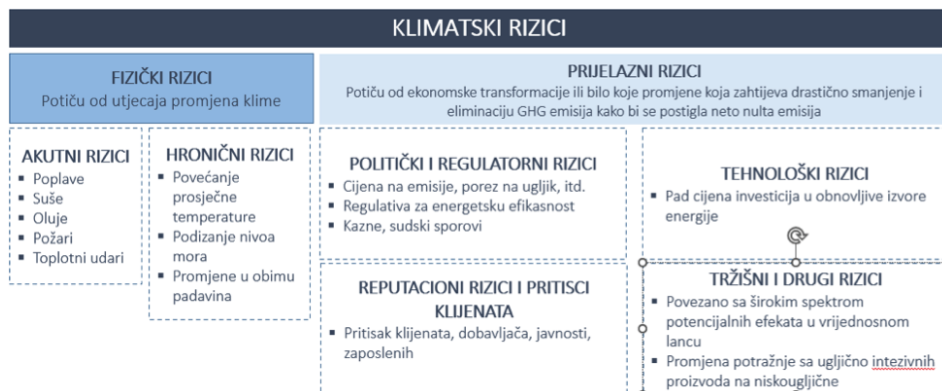 KLIMATSKI RIZICI
FIZIČKI RIZICI
Potiču od utjecaja promjena klime
PRIJELAZNI RIZICI
Potiču od ekonomske transformacije ili bilo koje promjene koja zahtijeva drastično smanjenje i
eliminaciju GHG emisija kako bi se postigla neto nulta emisija
AKUTNI RIZICI
▪ Poplave
▪ Suše
▪ Oluje
▪ Požari
▪ Toplotni udari
HRONIČNI RIZICI
▪ Povećanje
prosječne
temperature
▪ Podizanje nivoa
mora
▪ Promjene u obimu
padavina
POLITIČKI I REGULATORNI RIZICI
▪ Cijena na emisije, porez na ugljik, itd.
▪ Regulativa za energetsku efikasnost
▪ Kazne, sudski sporovi
TEHNOLOŠKI RIZICI
▪ Pad cijena investicija u obnovljive izvore
energije
REPUTACIONI RIZICI I PRITISCI
KLIJENATA
▪ Pritisak klijenata, dobavljača, javnosti,
zaposlenih
TRŽIŠNI I DRUGI RIZICI
▪ Povezano sa širokim spektrom
potencijalnih efekata u vrijednosnom
lancu
▪ Promjena potražnje sa ugljično intezivnih
proizvoda na niskougljične